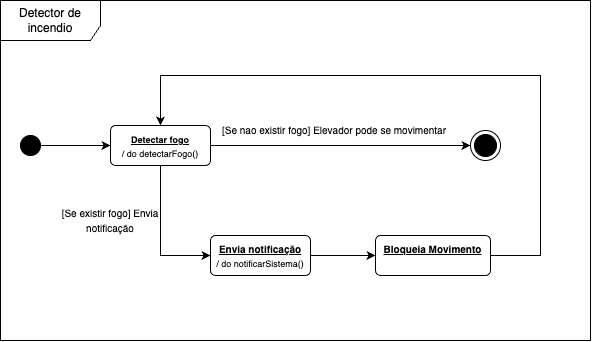 Detector de
incendio
Detectar fogo
/ do detectarFogo()
[Se nao existir fogo] Elevador pode se movimentar
[Se existir fogo] Envia
notificação
Envia notificação
/ do notificarSistema()
Bloqueia Movimento